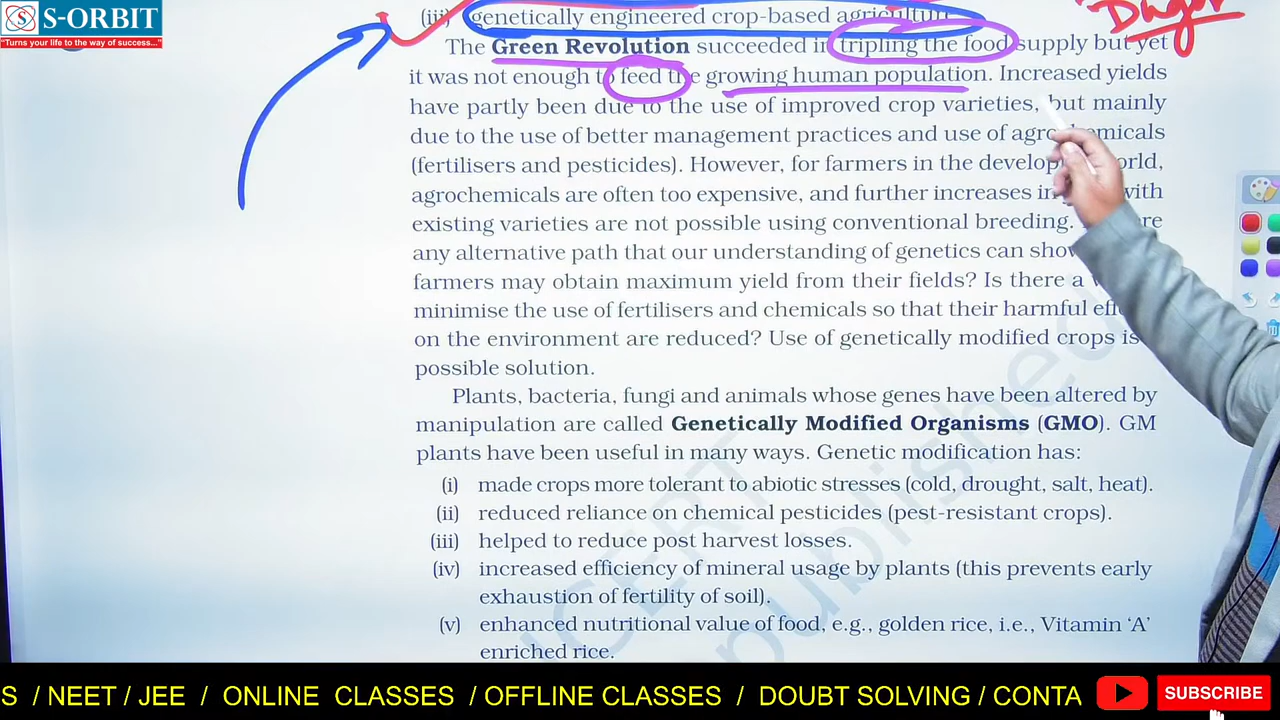 S-ORBIT
"Turns your life to the way of success..."
(iii) genetically engineered crop-based agriculture
The Green Revolution succeeded in tripling the food supply but yet
it was not enough to feed the growing human population. Increased yields
have partly been due to the use of improved crop varieties, but mainly
due to the use of better management practices and use of agrochemicals
(fertilisers and pesticides). However, for farmers in the developing world,
agrochemicals are often too expensive, and further increases in with
existing varieties are not possible using conventional breeding.
any alternative path that our understanding of genetics can show
farmers may obtain maximum yield from their fields? Is there a
minimise the use of fertilisers and chemicals so that their harmful
on the environment are reduced? Use of genetically modified crops is
possible solution.
Plants, bacteria, fungi and animals whose genes have been altered by
manipulation are called Genetically Modified Organisms (GMO). GM
plants have been useful in many ways. Genetic modification has:
(i) made crops more tolerant to abiotic stresses (cold, drought, salt, heat).
(ii) reduced reliance on chemical pesticides (pest-resistant crops).
(iii) helped to reduce post harvest losses.
(iv) increased efficiency of mineral usage by plants (this prevents early
exhaustion of fertility of soil).
(v) enhanced nutritional value of food, e.g., golden rice, i.e., Vitamin ‘A’
enriched rice.
S / NEET / JEE / ONLINE CLASSES / OFFLINE CLASSES / DOUBT SOLVING / CONTA
SUBSCRIBE